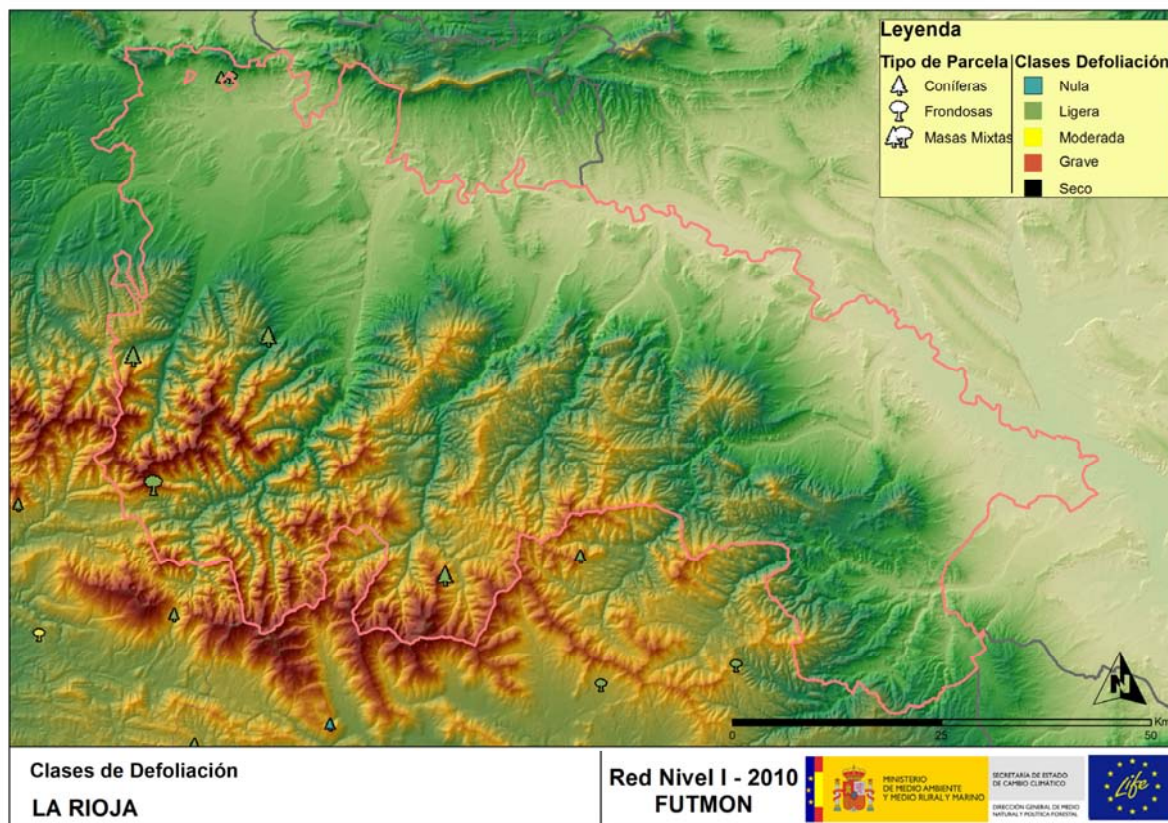 Leyenda
Tipo de Parcela
Coníferas
Frondosas
Masas Mixtas
Clases Defoliación
Nula
Ligera
Moderada
Grave
Seco
N
Km
0 25 50
Clases de Defoliación
LA RIOJA
Red Nivel I - 2010
FUTMON
MINISTERIO
DE MEDIO AMBIENTE
Y MEDIO RURAL Y MARINO
SECRETARÍA DE ESTADO
DE CAMBIO CLIMÁTICO
DIRECCIÓN GENERAL DE MEDIO
NATURAL Y POLÍTICA FORESTAL
Life